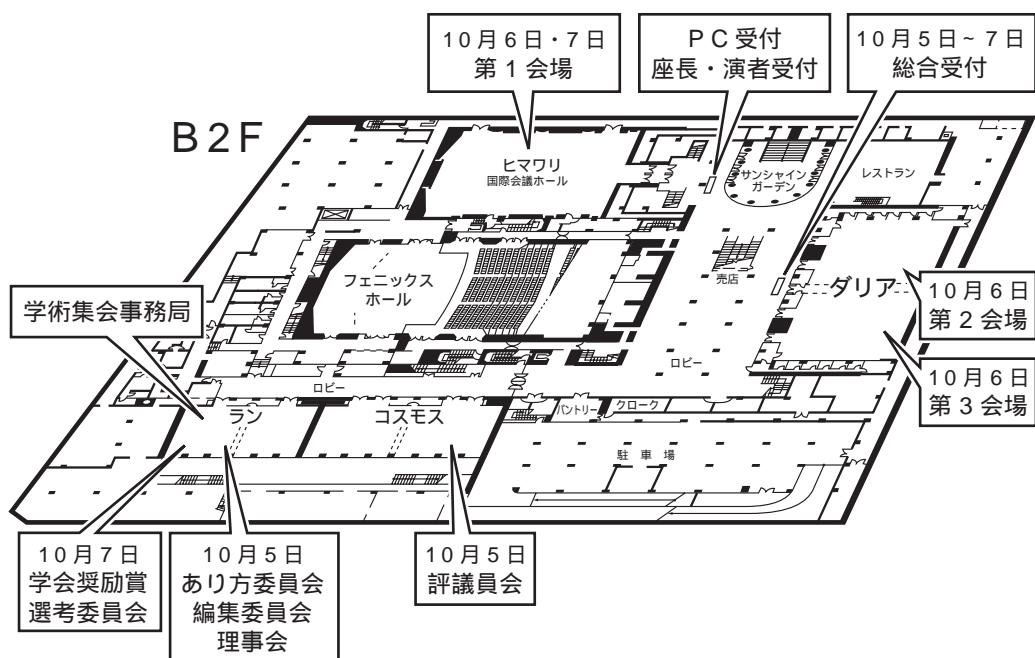 10月6日・7日
第1会場
PC受付
座長・演者受付
10月5日~7日
総合受付
B2F
ヒマワリ
国際会議ホール
サンシャイン
ガーデン
レストラン
フェニックス
ホール
売店
ダリア
10月6日
第2会場
学術集会事務局
ロビー
10月6日
第3会場
ロビー
ラン
コスモス
パントリー
クローク
駐車場
10月7日
学会奨励賞
選考委員会
10月5日
あり方委員会
編集委員会
理事会
10月5日
評議員会